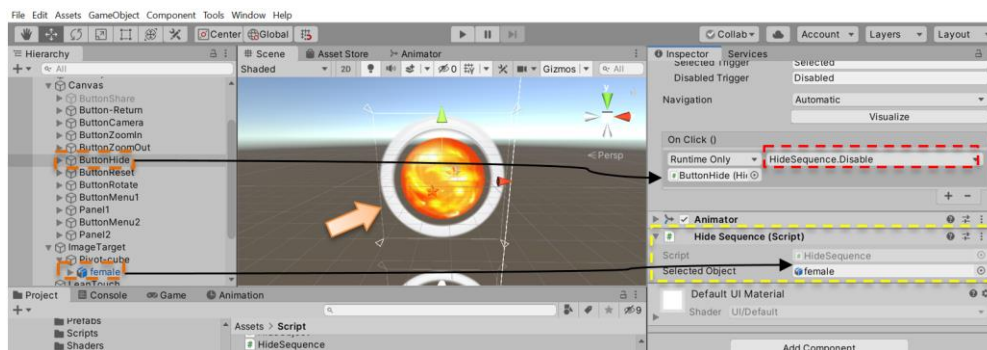 File Edit Assets GameObject Component Tools Window Help
Center Global Collab Account Layers Layout
Hierarchy
All
Canvas
ButtonShare
Button-Return
ButtonCamera
ButtonZoomIn
ButtonZoomOut
ButtonHide
ButtonReset
ButtonRotate
ButtonMenu1
Panel1
ButtonMenu2
Panel2
ImageTarget
Pivot-cube
female
LeanTouch
Scene Asset Store Animator
Shaded 2D 0 Gizmos All
y
Persp
Inspector Services
Selected Trigger Selected
Disabled Trigger Disabled
Navigation Automatic
Visualize
On Click ()
Runtime Only HideSequence.Disable
ButtonHide (Hi
+ -
Animator
Hide Sequence (Script)
Script HideSequence
Selected Object female
Default UI Material
Shader UI/Default
Add Component
Project Console Game Animation
9
Prefabs
Scripts
Shaders
Assets > Script
HideSequence